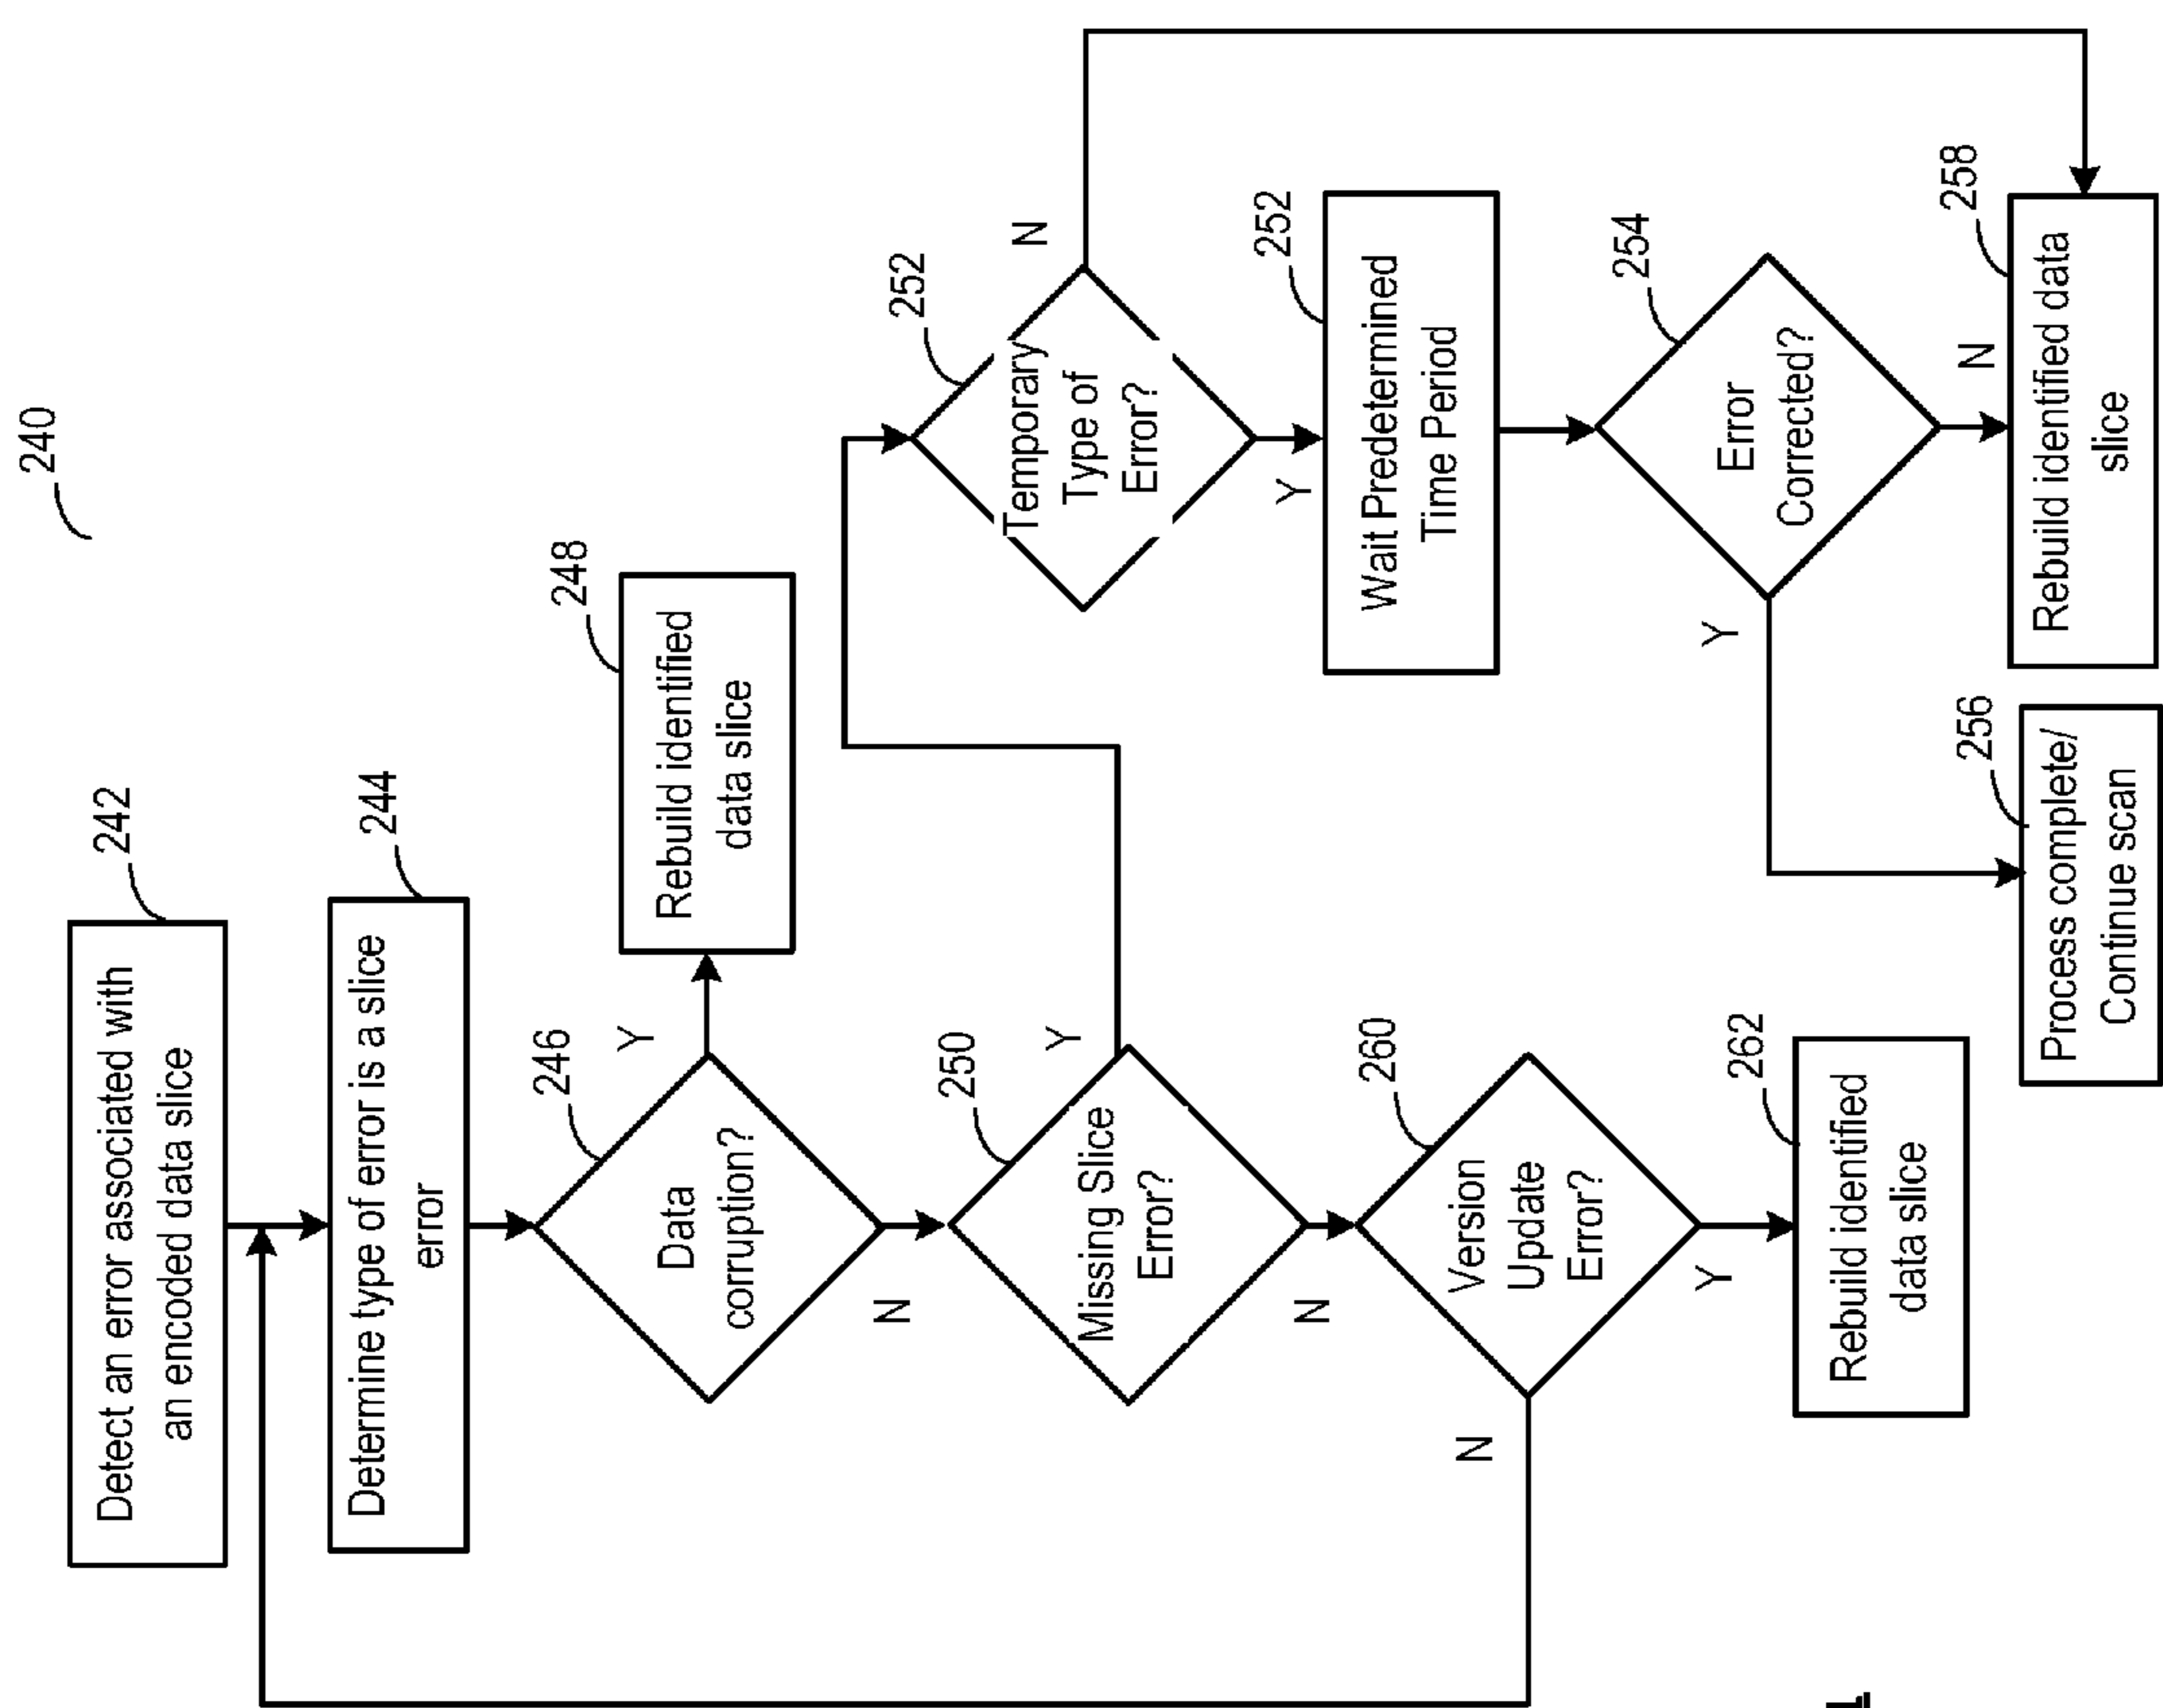 240
242
Detect an error associated with
an encoded data slice
244
Determine type of error is a slice
error
246
Data
corruption?
Y
N
248
Rebuild identified
data slice
250
Missing Slice
Error?
Y
N
252
Temporary
Type of
Error?
N
Y
252
Wait Predetermined
Time Period
254
Error
Corrected?
Y
N
256
Process complete/
Continue scan
258
Rebuild identified data
slice
260
Version
Update
Error?
N
Y
262
Rebuild identified
data slice